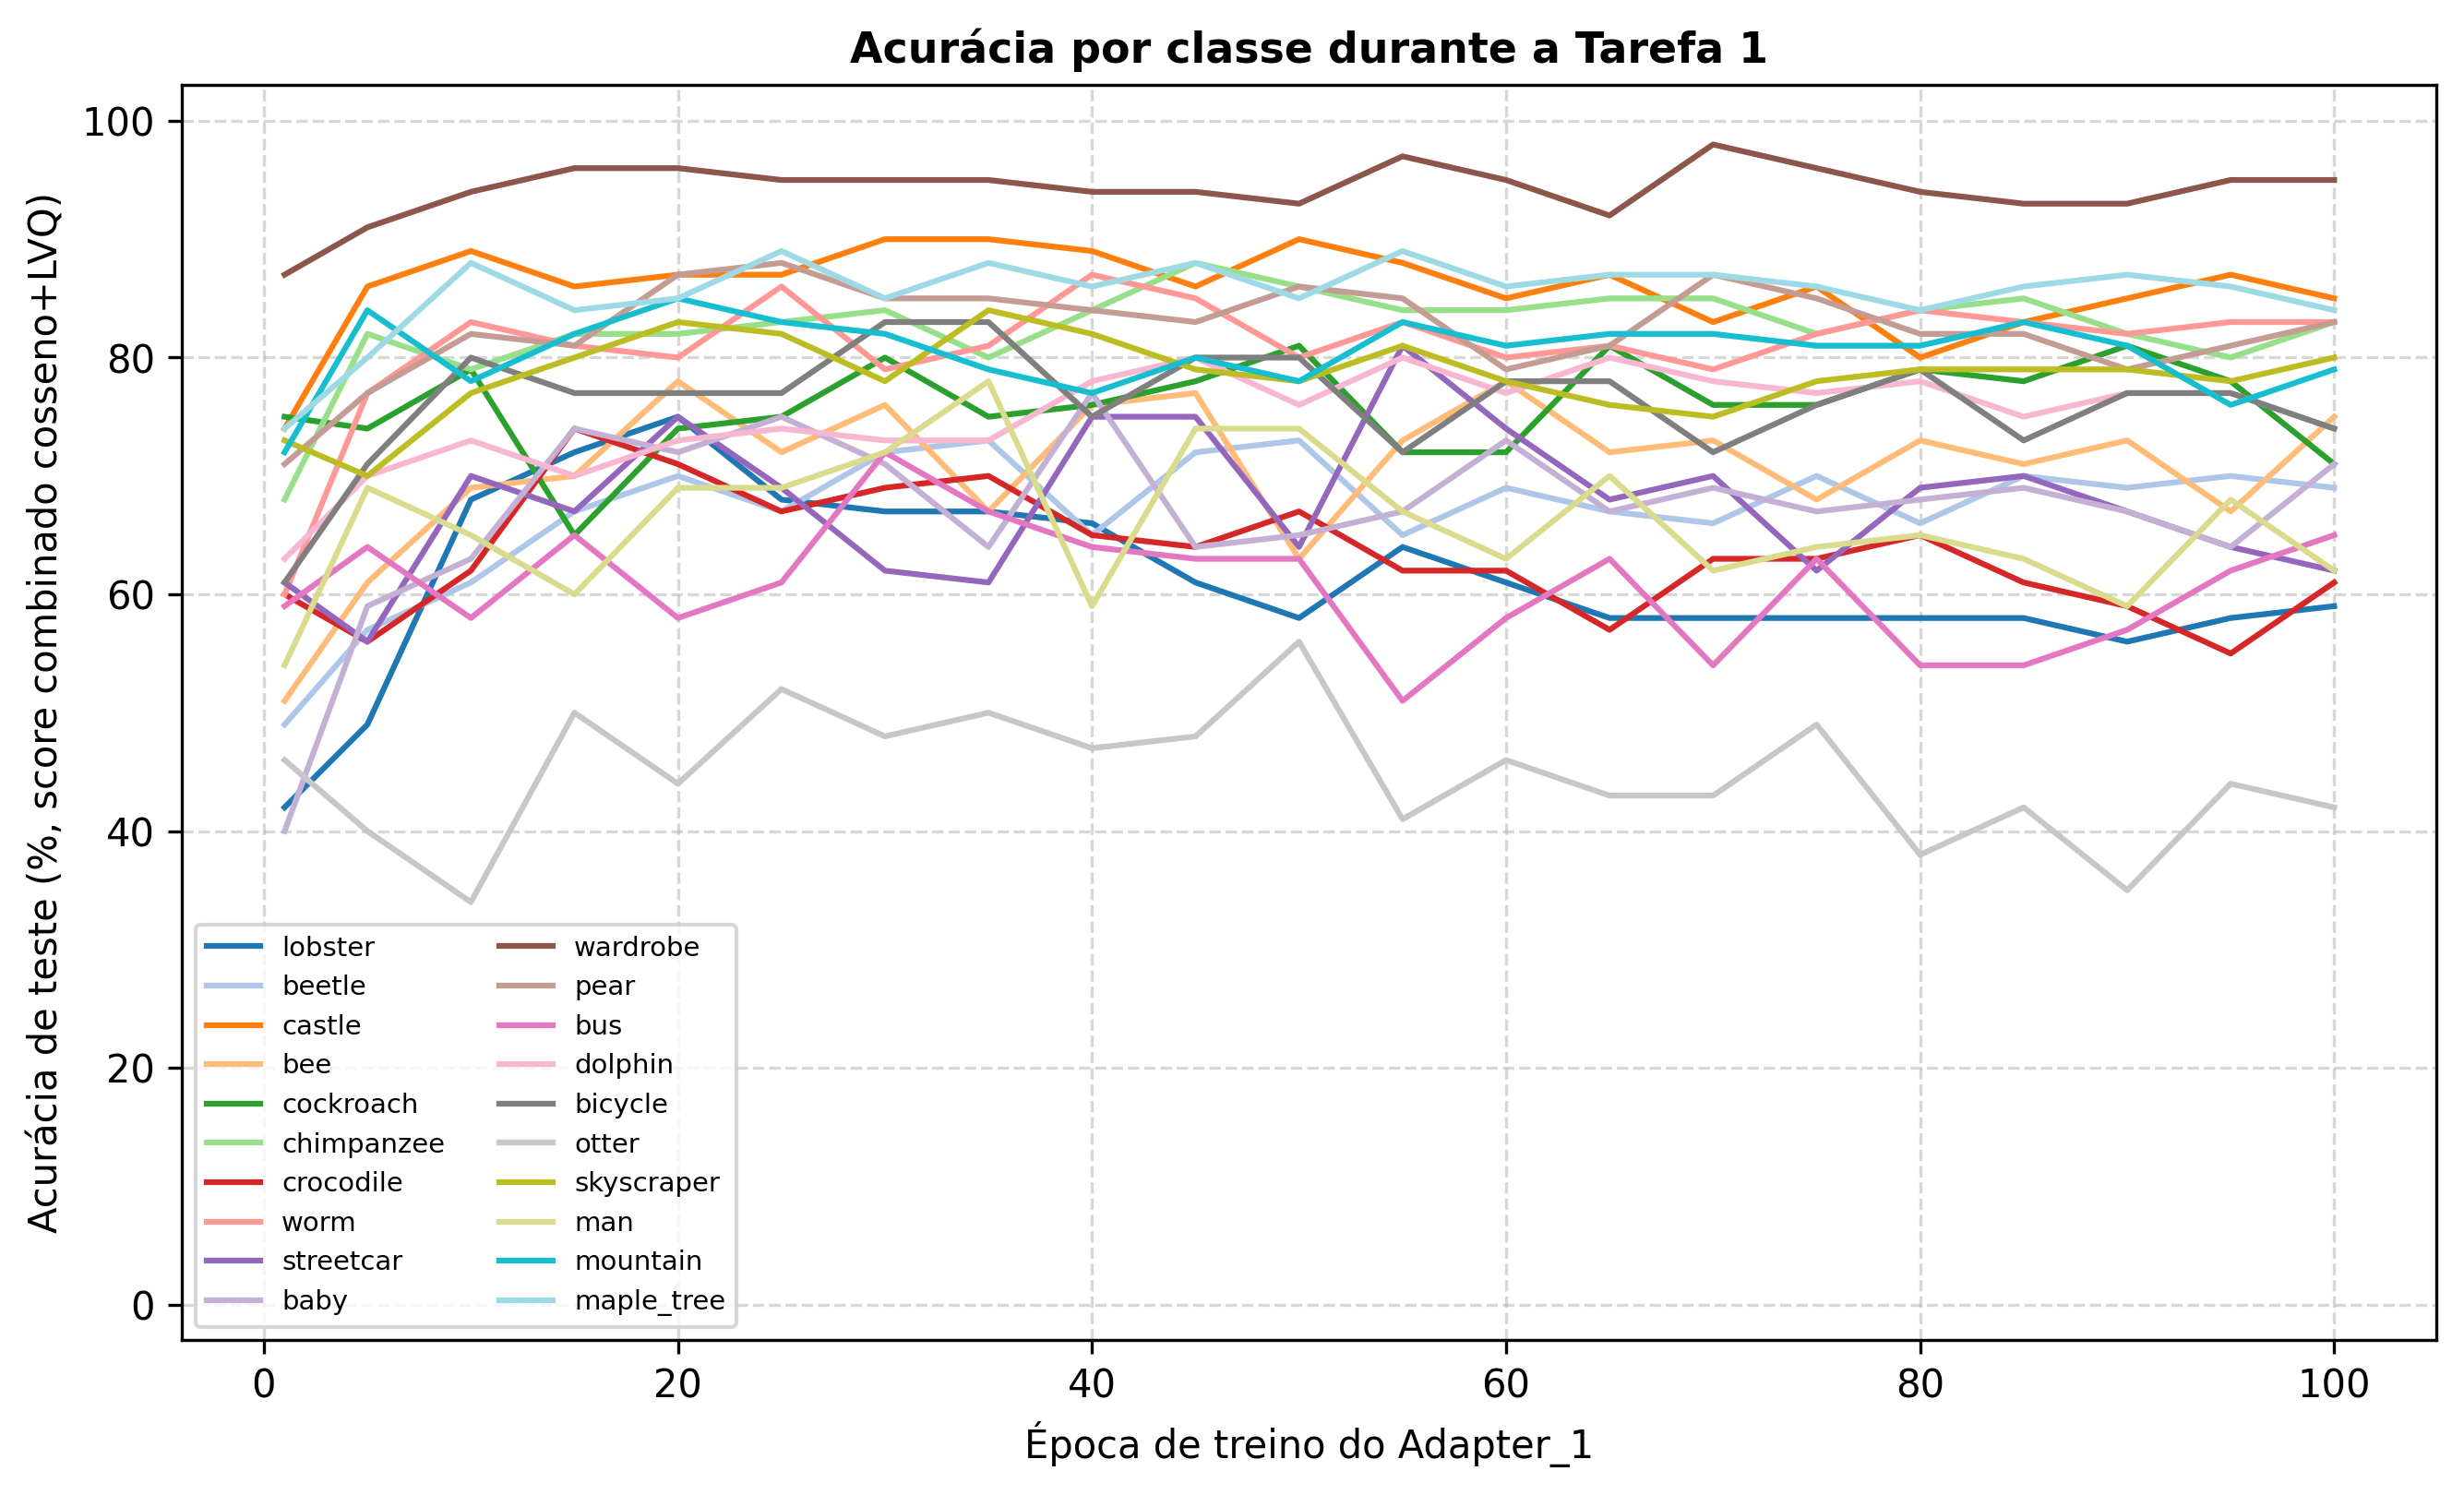 Acurácia por classe durante a Tarefa 1
Acurácia de teste (%, score combinado cosseno+LVQ)
100
80
60
40
20
0
lobster
beetle
castle
bee
cockroach
chimpanzee
crocodile
worm
streetcar
baby
wardrobe
pear
bus
dolphin
bicycle
otter
skyscraper
man
mountain
maple_tree
0 20 40 60 80 100
Época de treino do Adapter_1